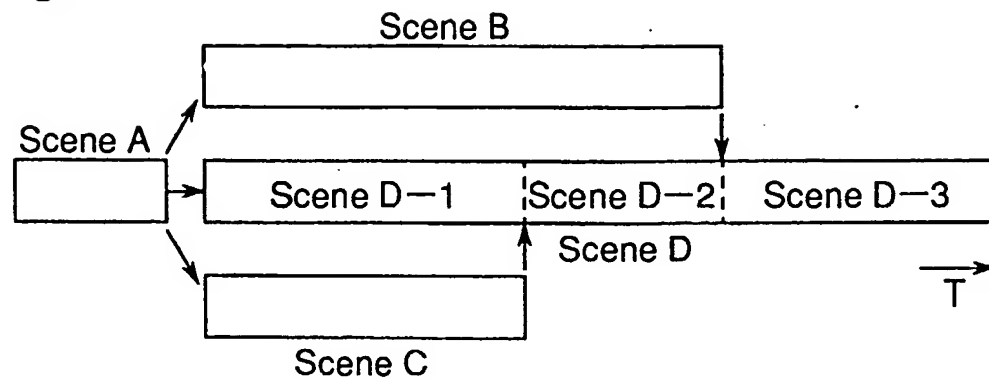 Scene B
Scene A
Scene D—1
Scene D—2
Scene D—3
Scene D
T
Scene C